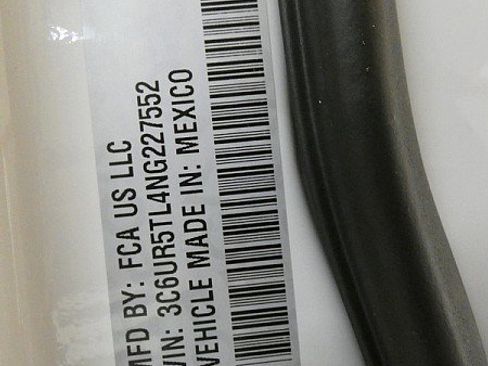 MFD BY: FCA US LLC
VIN: 3C6UR5TL4NG227552
VEHICLE MADE IN: MEXICO